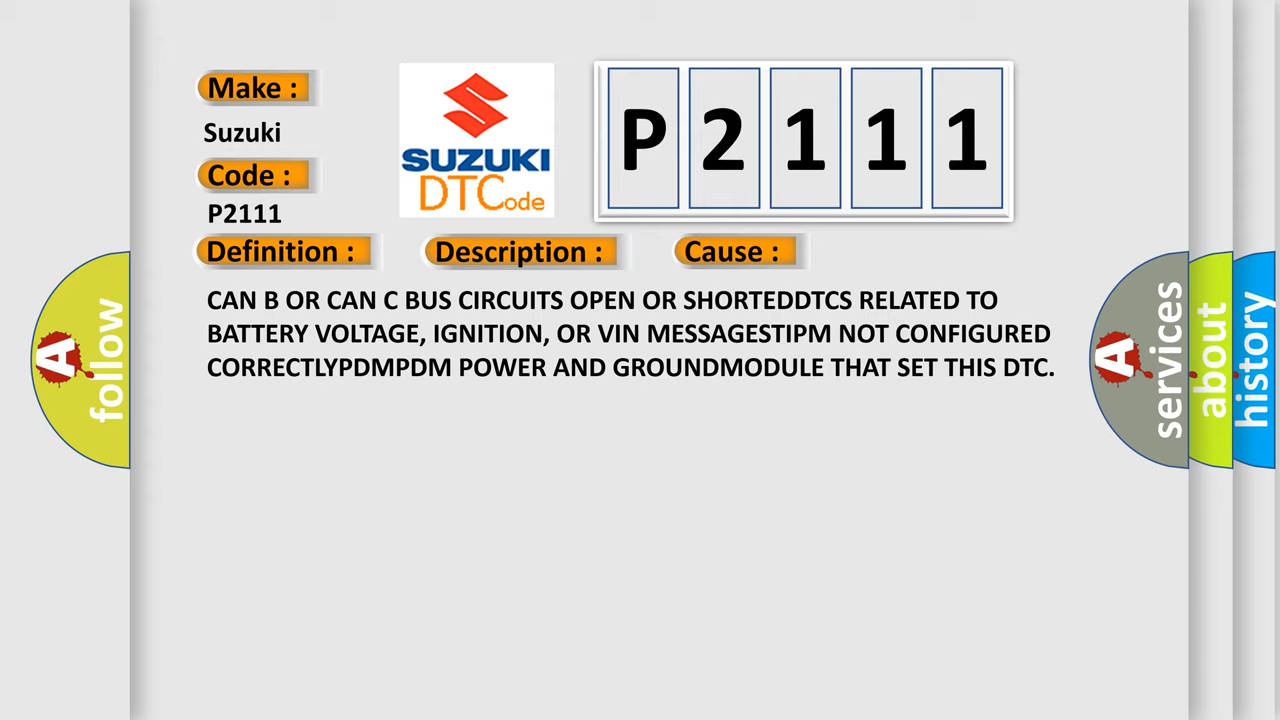 Make :
Suzuki
Code :
P2111
SUZUKI
DTCode
P 2 1 1 1
Definition :
Description :
Cause :
CAN B OR CAN C BUS CIRCUITS OPEN OR SHORTEDDTCS RELATED TO
BATTERY VOLTAGE, IGNITION, OR VIN MESSAGESTIPM NOT CONFIGURED
CORRECTLYPDMPDM POWER AND GROUNDMODULE THAT SET THIS DTC.
A
follow
A
services
about
history